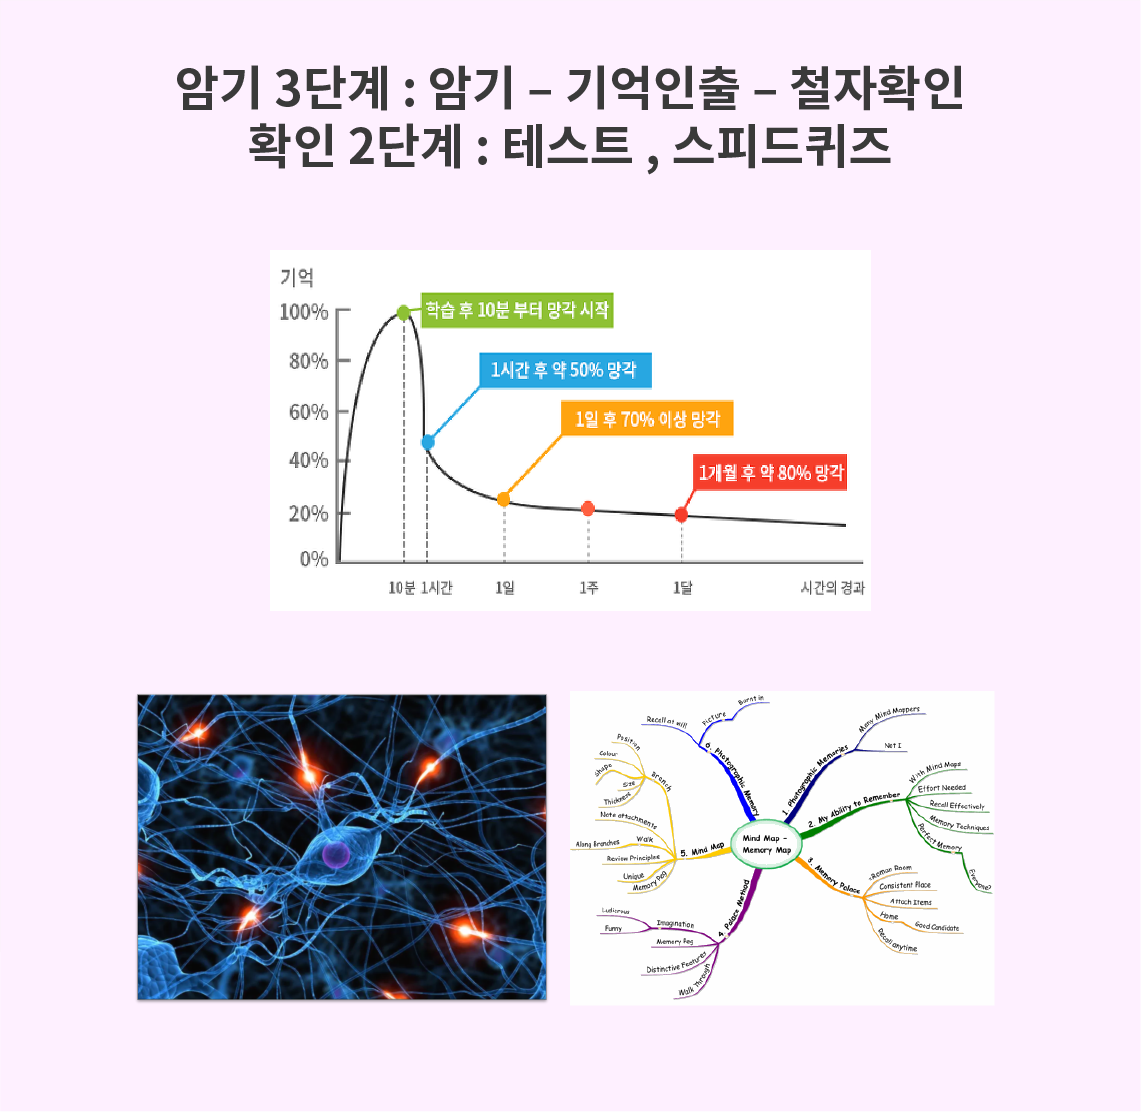 암기 3단계 : 암기 – 기억인출 – 철자확인
확인 2단계 : 테스트 , 스피드퀴즈
기억
100%
80%
60%
40%
20%
0%
학습 후 10분 부터 망각 시작
1시간 후 약 50% 망각
1일 후 70% 이상 망각
1개월 후 약 80% 망각
10분 1시간 1일 1주 1달 시간의 경과
Mind Map –
Memory Map
1. Photographic Memories
Many Mind Mappers
Not I
2. My Ability to Remember
With Mind Maps
Effort Needed
Recall Effectively
Memory Techniques
Perfect Memory
Everyone?
3. Memory Palace
Roman Room
Consistent Place
Attach Items
Home
Good Candidate
Recall anytime
4. Palace Method
Imagination
Ludicrous
Funny
Memory Peg
Distinctive Features
Walk Through
5. Mind Map
Branch
Position
Colour
Shape
Size
Thickness
Note attachments
Walk
Along Branches
Review Principline
Unique
Memory Peg
6. Photographic Memory
Recall at will
Picture
Burnt in